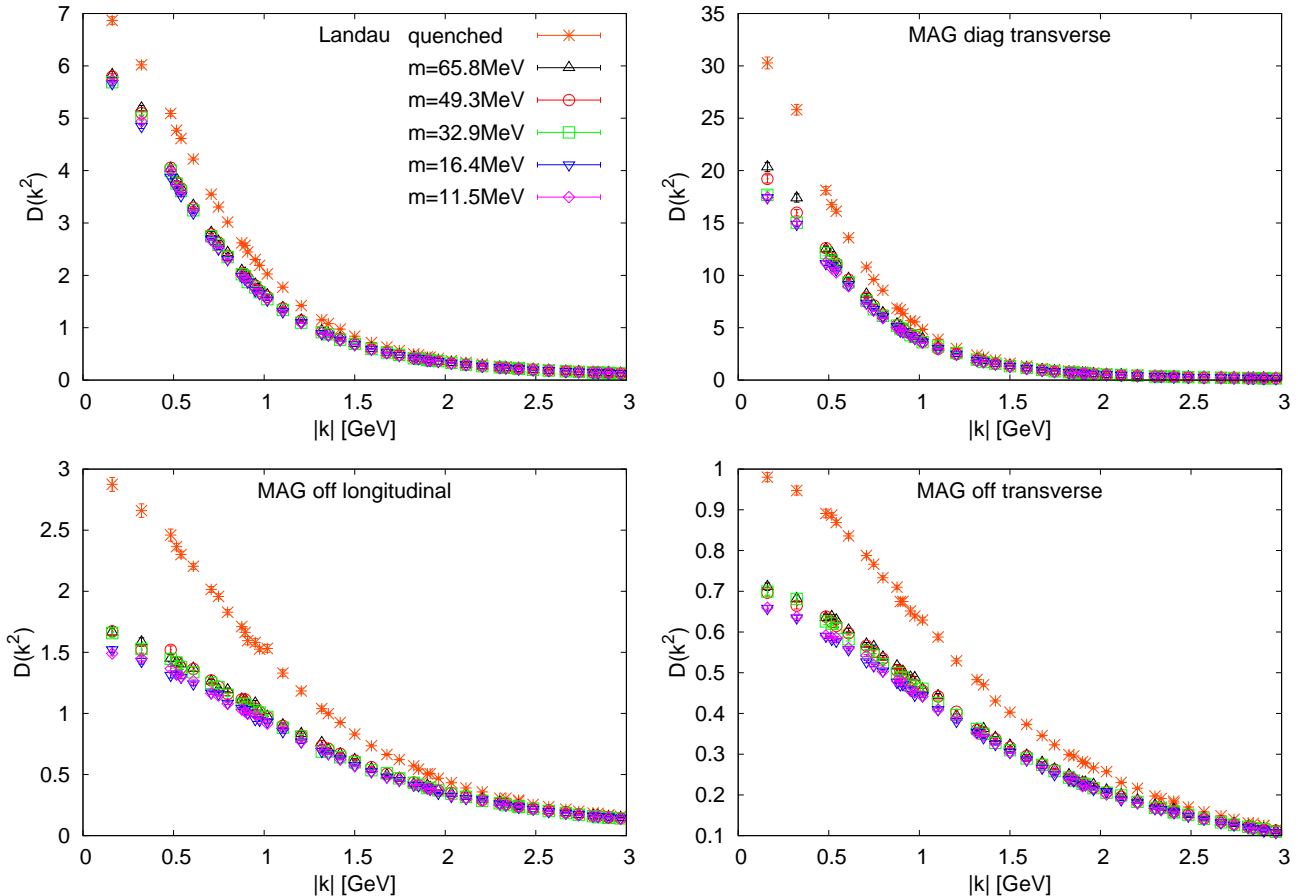 7
6
5
4
3
2
1
0
D(k²)
Landau quenched
m=65.8MeV
m=49.3MeV
m=32.9MeV
m=16.4MeV
m=11.5MeV
0 0.5 1 1.5 2 2.5 3
|k| [GeV]
35
30
25
20
15
10
5
0
D(k²)
MAG diag transverse
0 0.5 1 1.5 2 2.5 3
|k| [GeV]
3
2.5
2
1.5
1
0.5
0
D(k²)
MAG off longitudinal
0 0.5 1 1.5 2 2.5 3
|k| [GeV]
1
0.9
0.8
0.7
0.6
0.5
0.4
0.3
0.2
0.1
D(k²)
MAG off transverse
0 0.5 1 1.5 2 2.5 3
|k| [GeV]